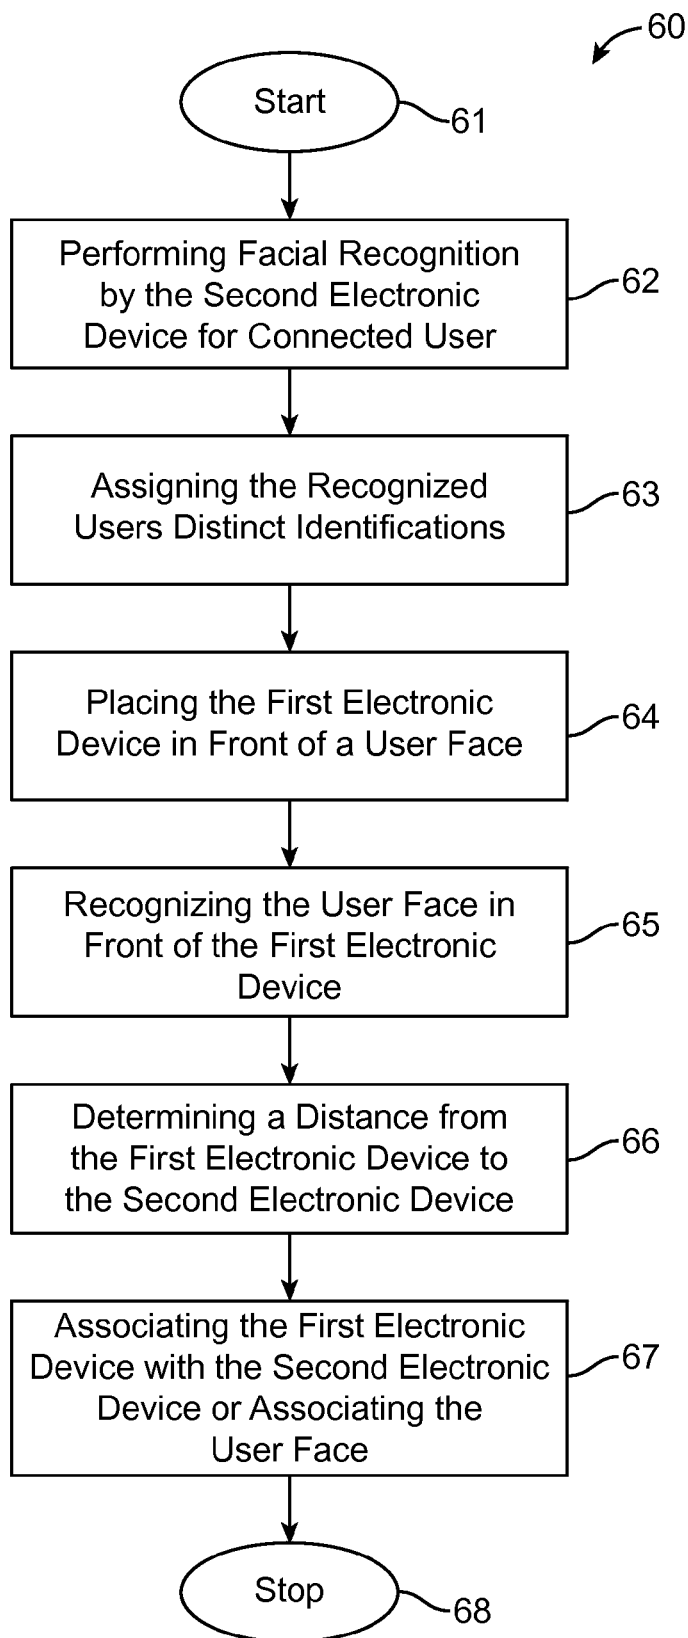 60
Start
61
Performing Facial Recognition
by the Second Electronic
Device for Connected User
62
Assigning the Recognized
Users Distinct Identifications
63
Placing the First Electronic
Device in Front of a User Face
64
Recognizing the User Face in
Front of the First Electronic
Device
65
Determining a Distance from
the First Electronic Device to
the Second Electronic Device
66
Associating the First Electronic
Device with the Second Electronic
Device or Associating the
User Face
67
Stop
68